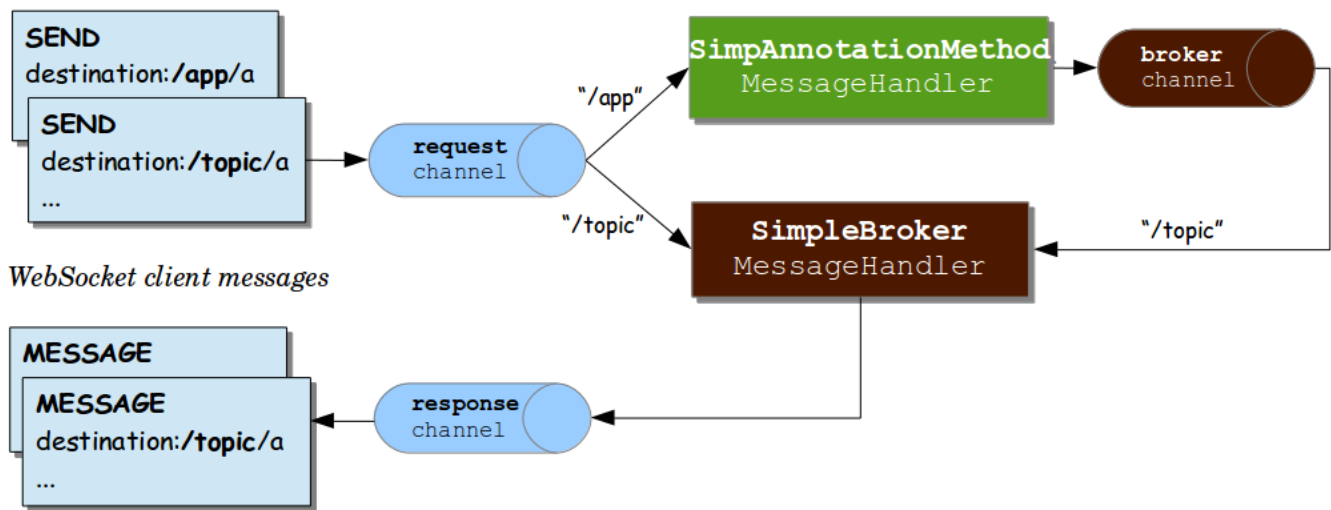 SEND
destination:/app/a
SEND
destination:/topic/a
...
WebSocket client messages
request
channel
“/app”
“/topic”
SimpAnnotationMethod
MessageHandler
broker
channel
SimpleBroker
MessageHandler
“/topic”
MESSAGE
MESSAGE
destination:/topic/a
...
response
channel